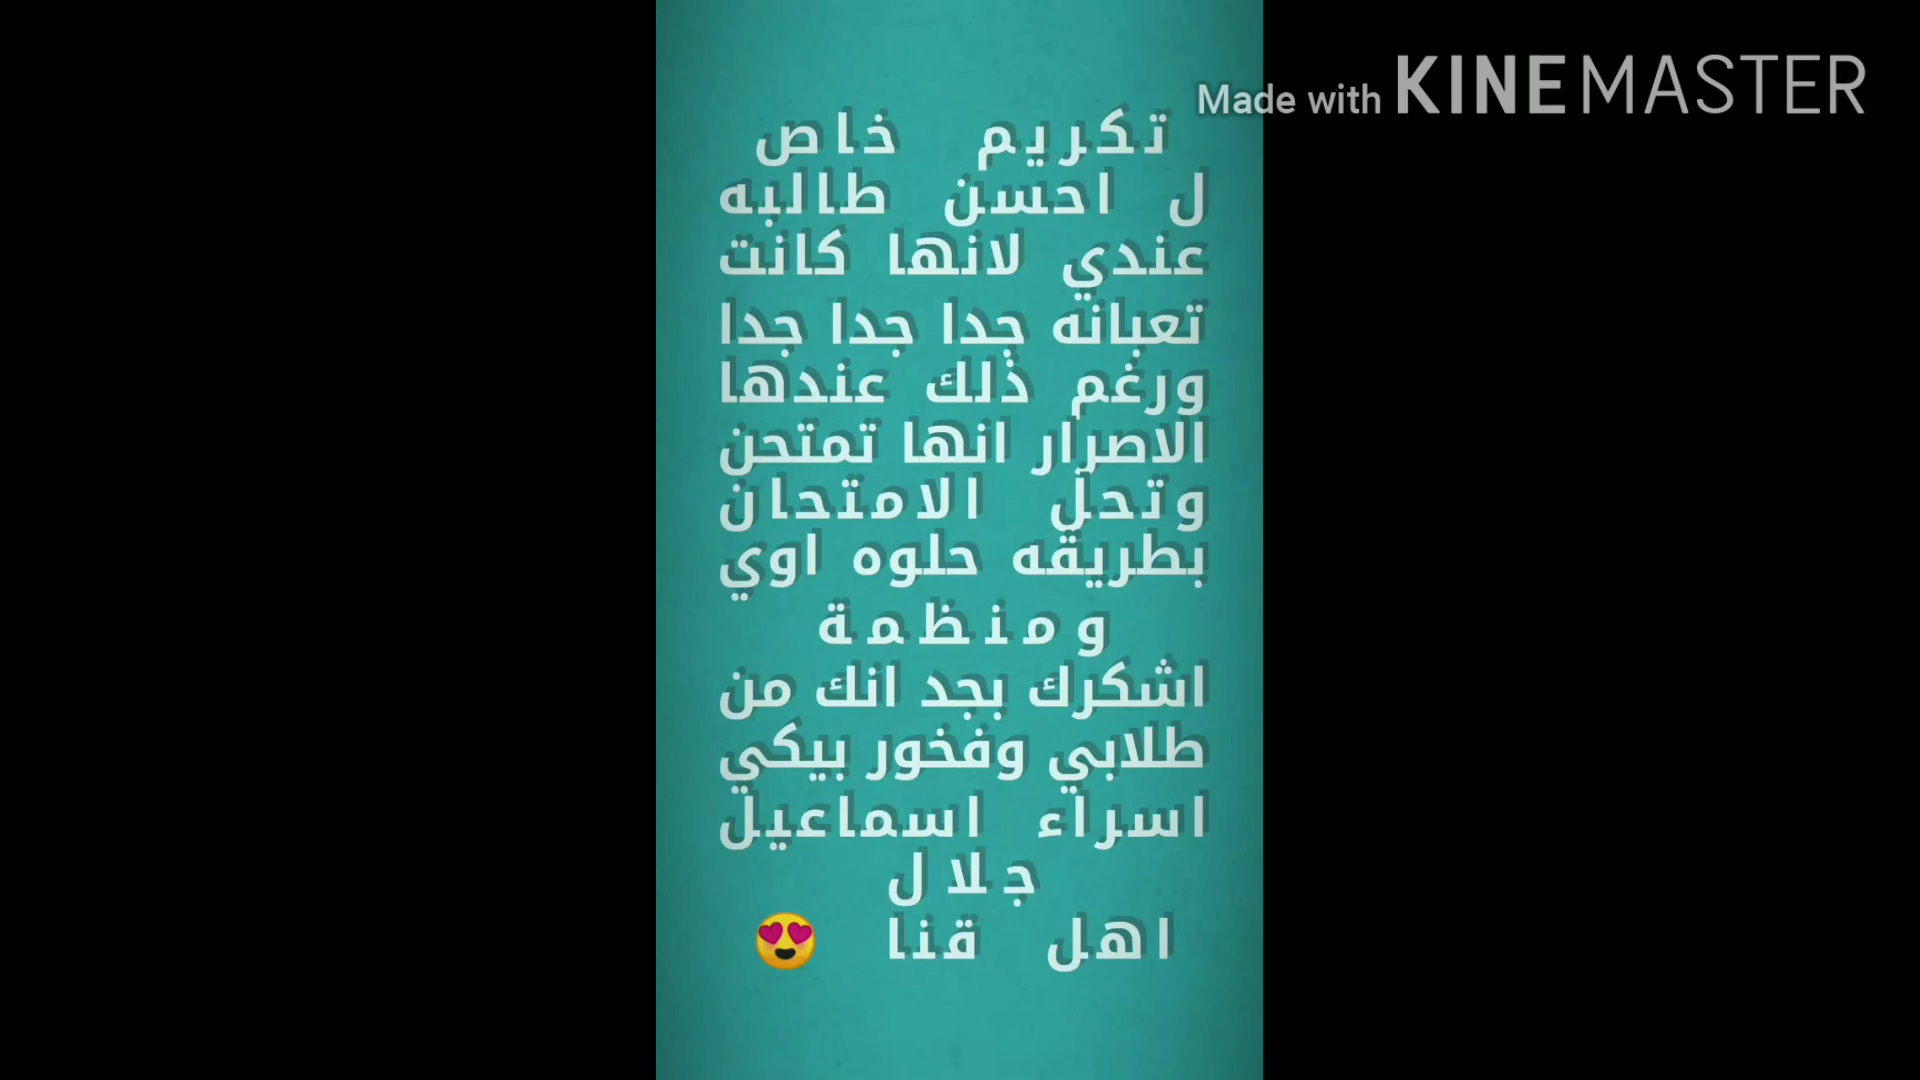 Made with KINEMASTER
تكريم خاص
ل احسن طالبه
عندي لانها كانت
تعبانه جدا جدا جدا
ورغم ذلك عندها
الاصرار انها تمتحن
وتحل الامتحان
بطريقه حلوه اوي
ومنظمة
اشكرك بجد انك من
طلابي وفخور بيكي
اسراء اسماعيل
جلال
اهل قنا 😍